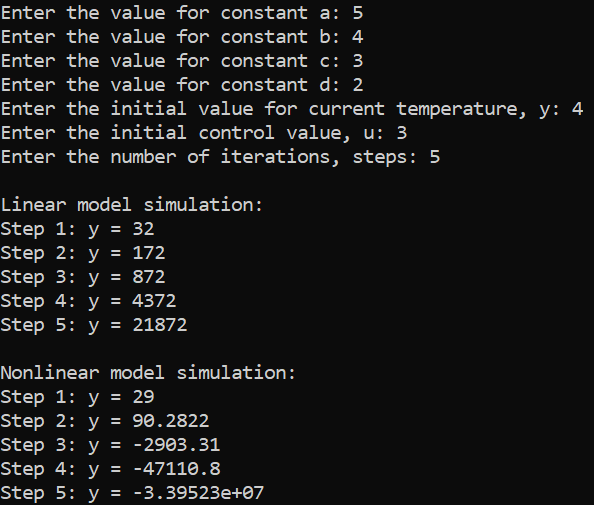 Enter the value for constant a: 5
Enter the value for constant b: 4
Enter the value for constant c: 3
Enter the value for constant d: 2
Enter the initial value for current temperature, y: 4
Enter the initial control value, u: 3
Enter the number of iterations, steps: 5
Linear model simulation:
Step 1: y = 32
Step 2: y = 172
Step 3: y = 872
Step 4: y = 4372
Step 5: y = 21872
Nonlinear model simulation:
Step 1: y = 29
Step 2: y = 90.2822
Step 3: y = -2903.31
Step 4: y = -47110.8
Step 5: y = -3.39523e+07